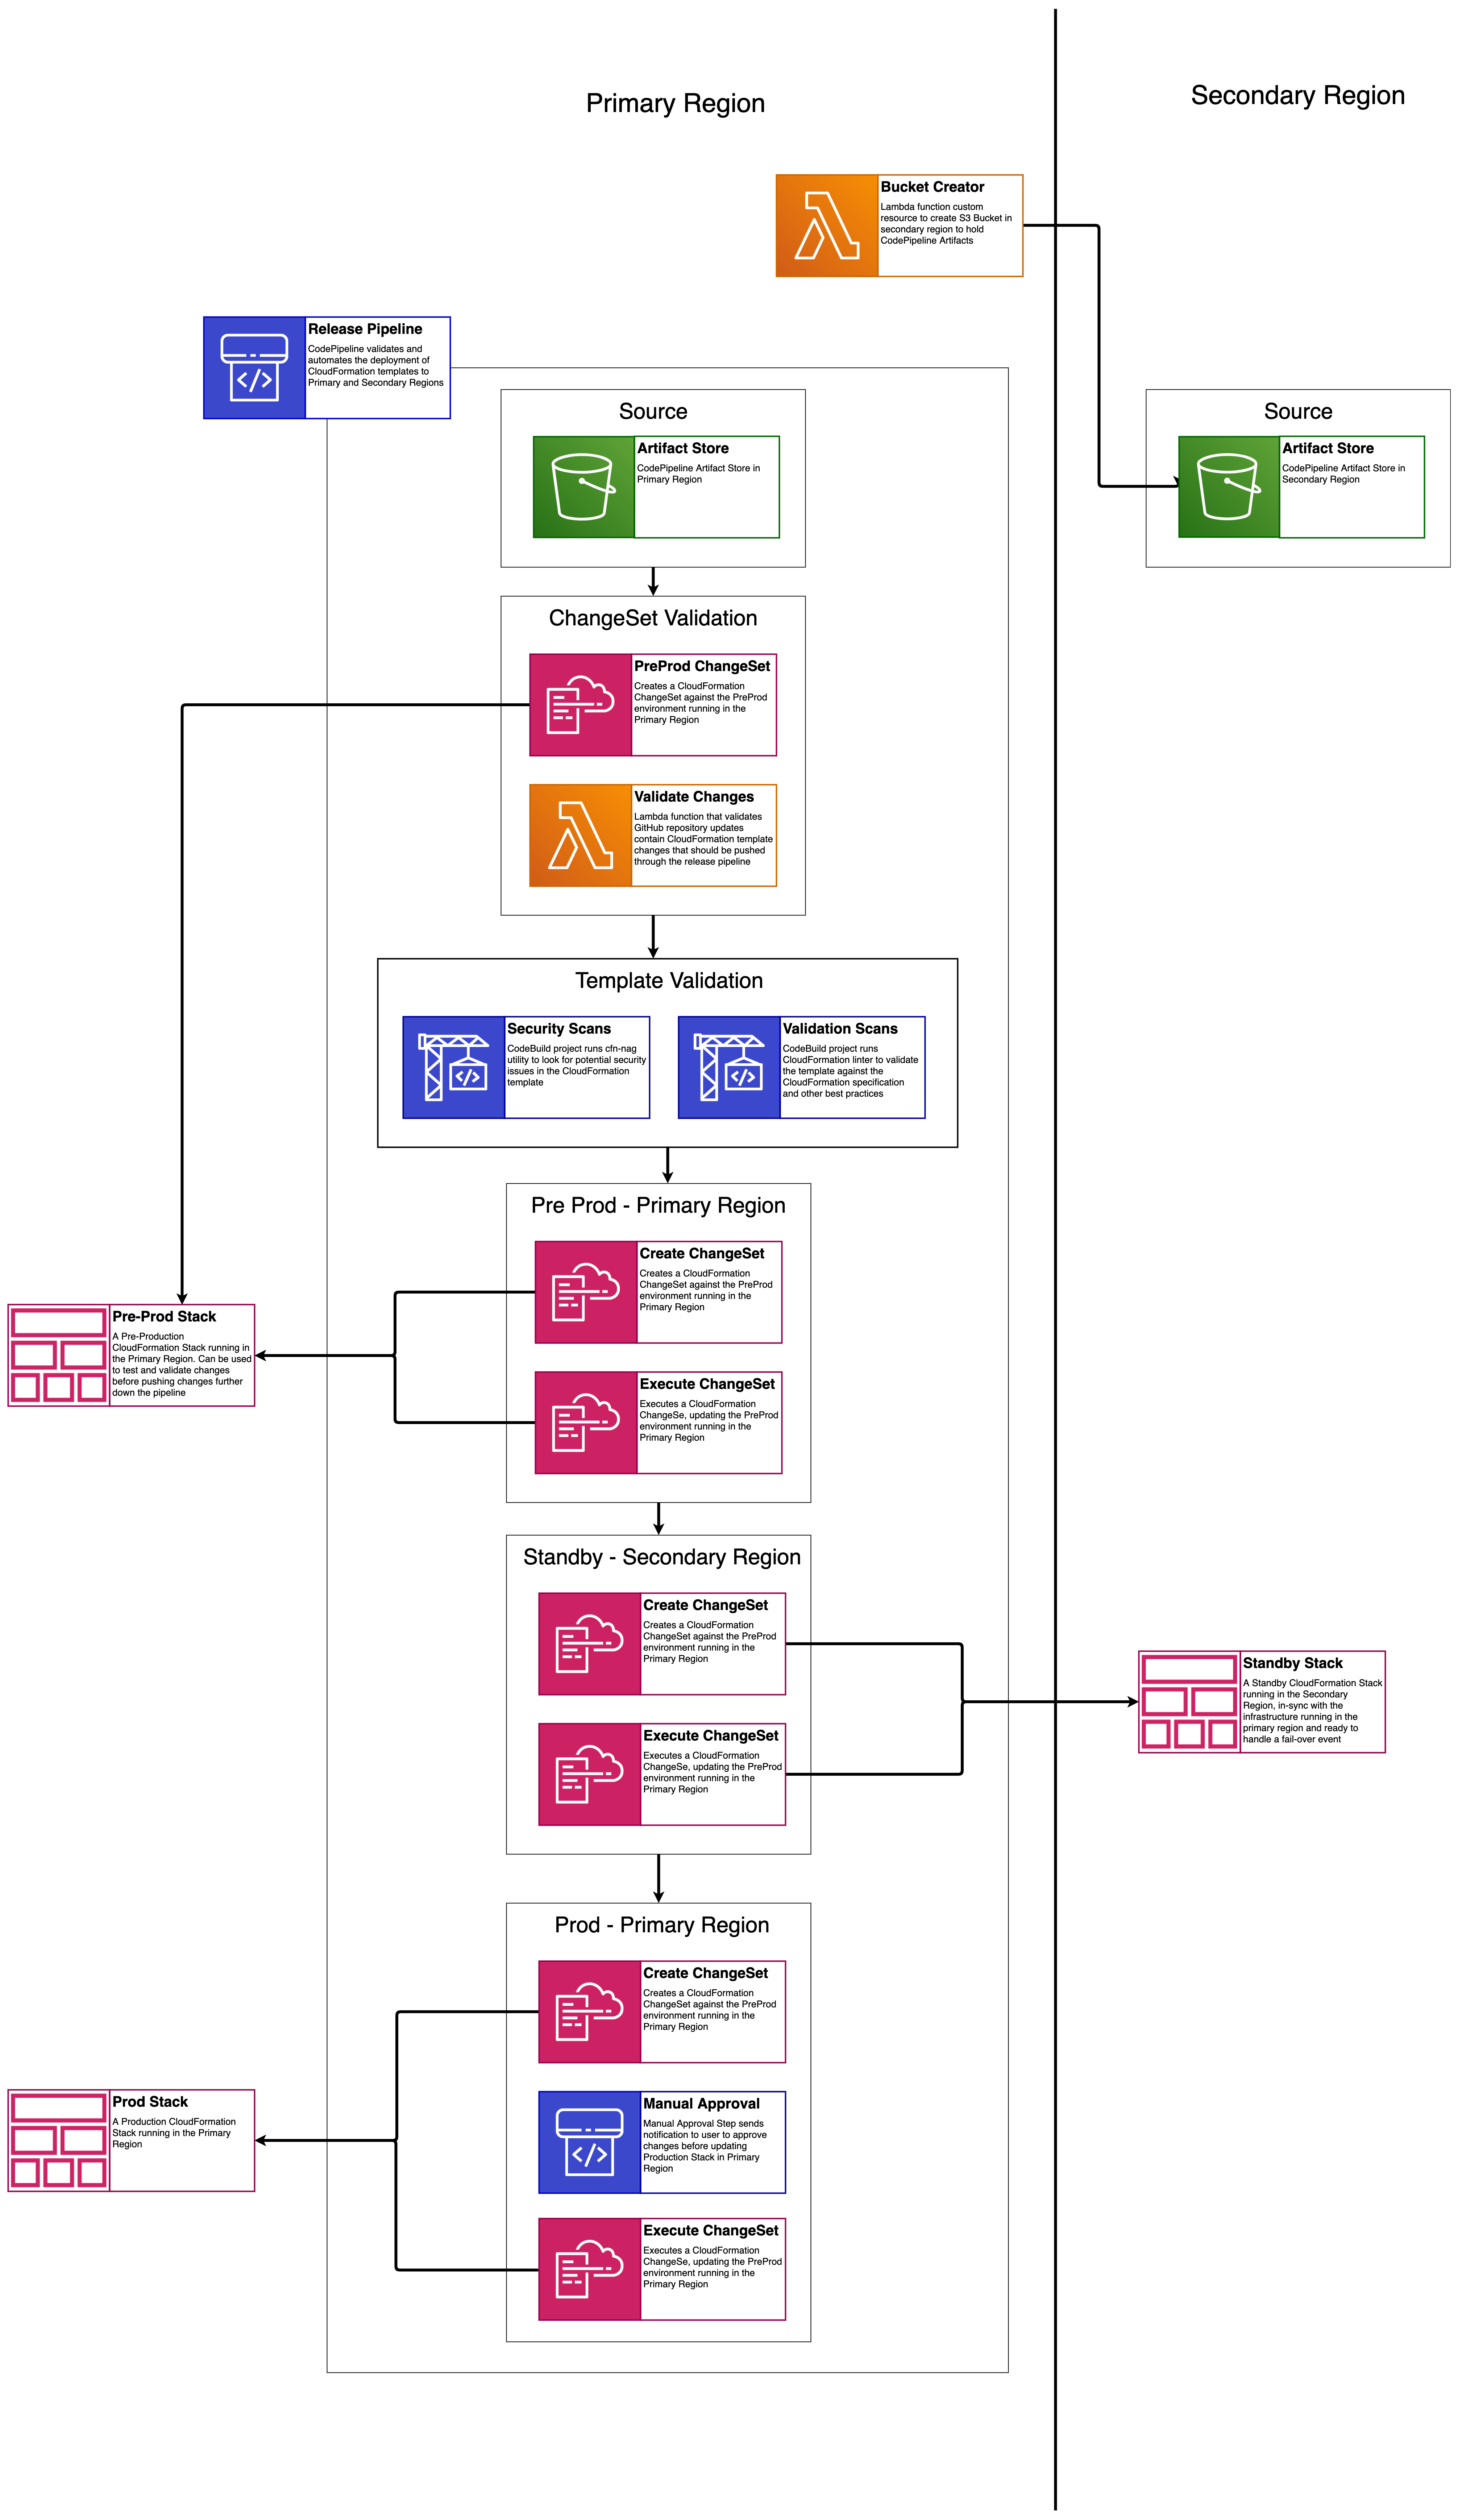 Primary Region
Secondary Region
Bucket Creator
Lambda function custom
resource to create S3 Bucket in
secondary region to hold
CodePipeline Artifacts
Release Pipeline
CodePipeline validates and
automates the deployment of
CloudFormation templates to
Primary and Secondary Regions
Source
Artifact Store
CodePipeline Artifact Store in
Primary Region
Source
Artifact Store
CodePipeline Artifact Store in
Secondary Region
ChangeSet Validation
PreProd ChangeSet
Creates a CloudFormation
ChangeSet against the PreProd
environment running in the
Primary Region
Validate Changes
Lambda function that validates
GitHub repository updates
contain CloudFormation template
changes that should be pushed
through the release pipeline
Template Validation
Security Scans
CodeBuild project runs cfn-nag
utility to look for potential security
issues in the CloudFormation
template
Validation Scans
CodeBuild project runs
CloudFormation linter to validate
the template against the
CloudFormation specification
and other best practices
Pre Prod - Primary Region
Create ChangeSet
Creates a CloudFormation
ChangeSet against the PreProd
environment running in the
Primary Region
Pre-Prod Stack
A Pre-Production
CloudFormation Stack running in
the Primary Region. Can be used
to test and validate changes
before pushing changes further
down the pipeline
Execute ChangeSet
Executes a CloudFormation
ChangeSe, updating the PreProd
environment running in the
Primary Region
Standby - Secondary Region
Create ChangeSet
Creates a CloudFormation
ChangeSet against the PreProd
environment running in the
Primary Region
Standby Stack
A Standby CloudFormation Stack
running in the Secondary
Region, in-sync with the
infrastructure running in the
primary region and ready to
handle a fail-over event
Execute ChangeSet
Executes a CloudFormation
ChangeSe, updating the PreProd
environment running in the
Primary Region
Prod - Primary Region
Create ChangeSet
Creates a CloudFormation
ChangeSet against the PreProd
environment running in the
Primary Region
Prod Stack
A Production CloudFormation
Stack running in the Primary
Region
Manual Approval
Manual Approval Step sends
notification to user to approve
changes before updating
Production Stack in Primary
Region
Execute ChangeSet
Executes a CloudFormation
ChangeSe, updating the PreProd
environment running in the
Primary Region